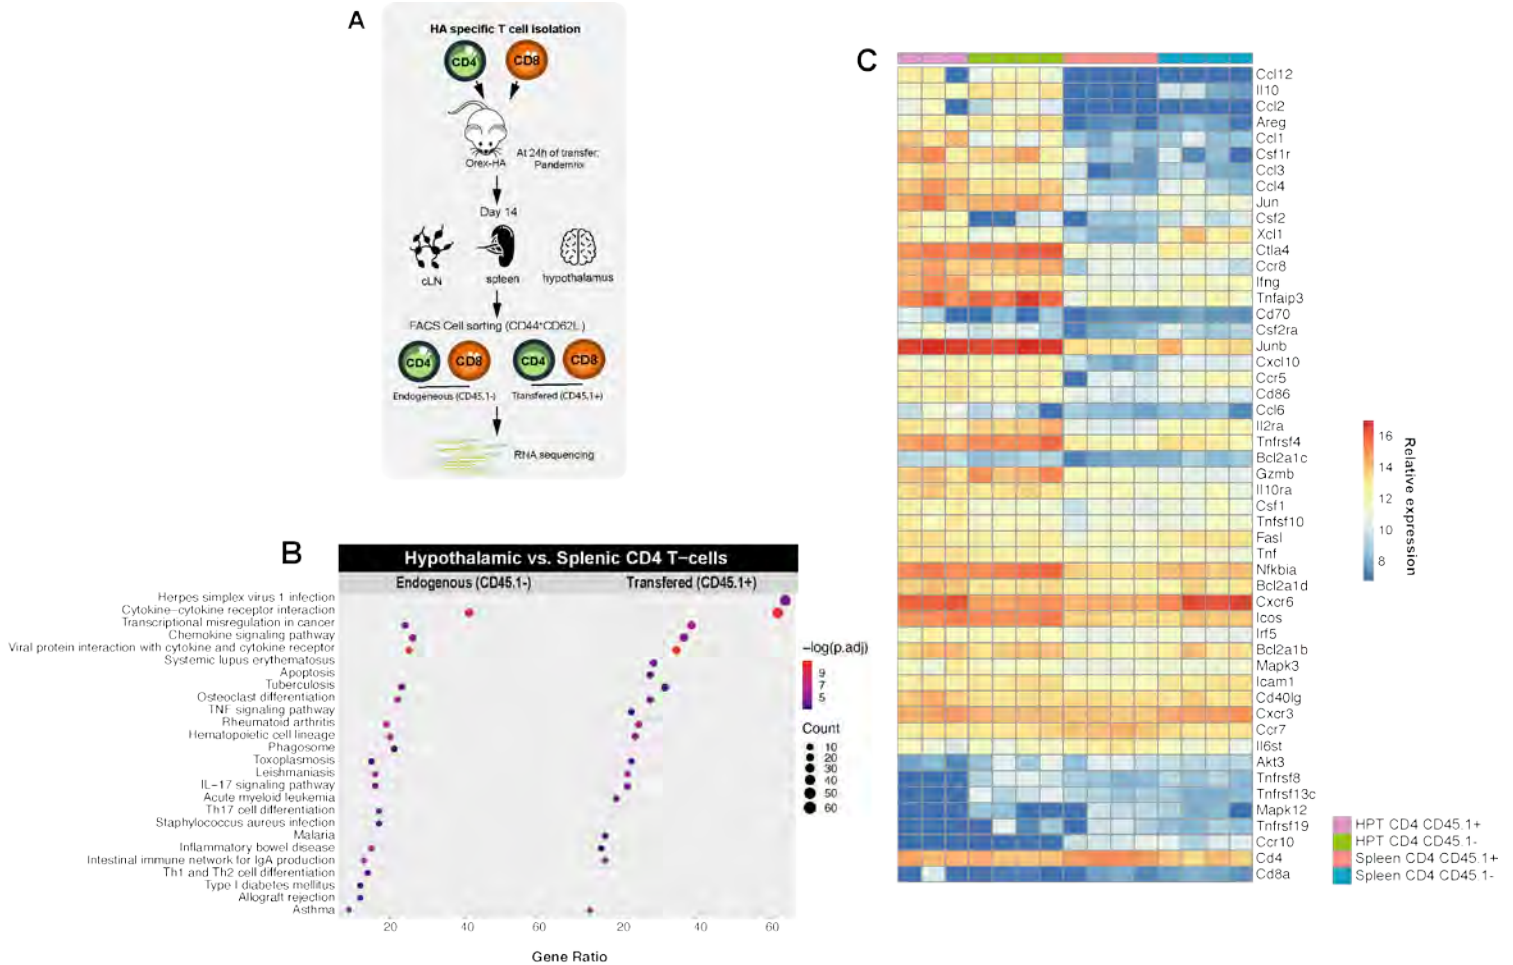 A
HA specific T cell isolation
CD4
CD8
Orex-HA
At 24h of transfer:
Pandemrix
Day 14
cLN
spleen
hypothalamus
FACS Cell sorting (CD44+CD62L-)
CD4
CD8
CD4
CD8
Endogeneous (CD45.1-)
Transfered (CD45.1+)
RNA sequencing
B
Hypothalamic vs. Splenic CD4 T-cells
Endogenous (CD45.1-)
Transfered (CD45.1+)
Herpes simplex virus 1 infection
Cytokine-cytokine receptor interaction
Transcriptional misregulation in cancer
Chemokine signaling pathway
Viral protein interaction with cytokine and cytokine receptor
Systemic lupus erythematosus
Apoptosis
Tuberculosis
Osteoclast differentiation
TNF signaling pathway
Rheumatoid arthritis
Hematopoietic cell lineage
Phagosome
Toxoplasmosis
Leishmaniasis
IL-17 signaling pathway
Acute myeloid leukemia
Th17 cell differentiation
Staphylococcus aureus infection
Malaria
Inflammatory bowel disease
Intestinal immune network for IgA production
Th1 and Th2 cell differentiation
Type I diabetes mellitus
Allograft rejection
Asthma
20 40 60 20 40 60
Gene Ratio
-log(p.adj)
9
7
5
Count
10
20
30
40
50
60
C
Ccl12
Il10
Ccl2
Areg
Ccl1
Csf1r
Ccl3
Ccl4
Jun
Csf2
Xcl1
Ctla4
Ccr8
Ifng
Tnfaip3
Cd70
Csf2ra
Junb
Cxcl10
Ccr5
Cd86
Ccl6
Il2ra
Tnfrsf4
Bcl2a1c
Gzmb
Il10ra
Csf1
Tnfsf10
Fasl
Tnf
Nfkbia
Bcl2a1d
Cxcr6
Icos
Irf5
Bcl2a1b
Mapk3
Icam1
Cd40lg
Cxcr3
Ccr7
Il6st
Akt3
Tnfrsf8
Tnfrsf13c
Mapk12
Tnfrsf19
Ccr10
Cd4
Cd8a
16
14
12
10
8
Relative expression
HPT CD4 CD45.1+
HPT CD4 CD45.1-
Spleen CD4 CD45.1+
Spleen CD4 CD45.1-